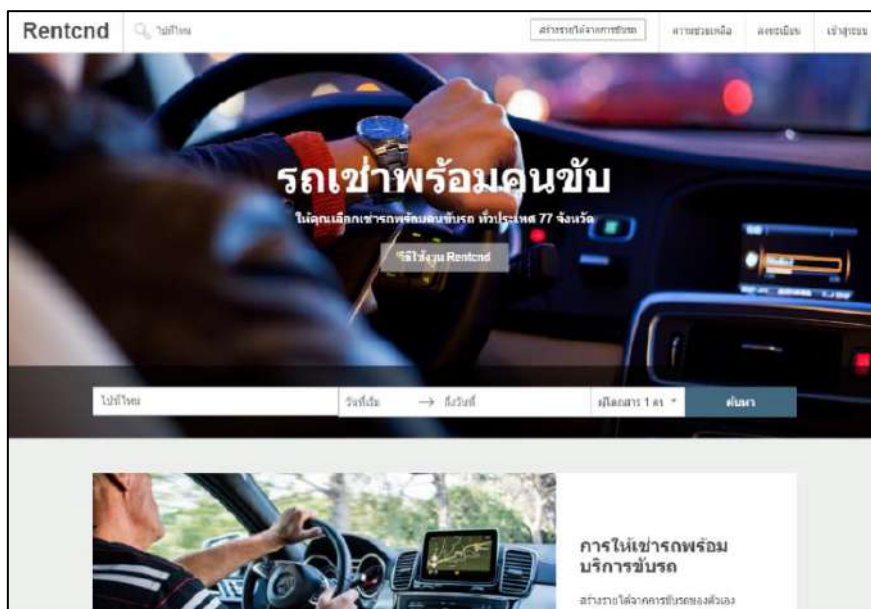 Rentcnd
ไปที่ไหน
สร้างรายได้จากการขับรถ
ความช่วยเหลือ
ลงทะเบียน
เข้าสู่ระบบ
รถเช่าพร้อมคนขับ
ให้คุณเลือกเช่ารถพร้อมคนขับรถ ทั่วประเทศ 77 จังหวัด
วิธีใช้งาน Rentcnd
ไปที่ไหน
วันที่เริ่ม → ถึงวันที่
ผู้โดยสาร 1 คน
ค้นหา
การให้เช่ารถพร้อม
บริการขับรถ
สร้างรายได้จากการขับรถของตัวเอง